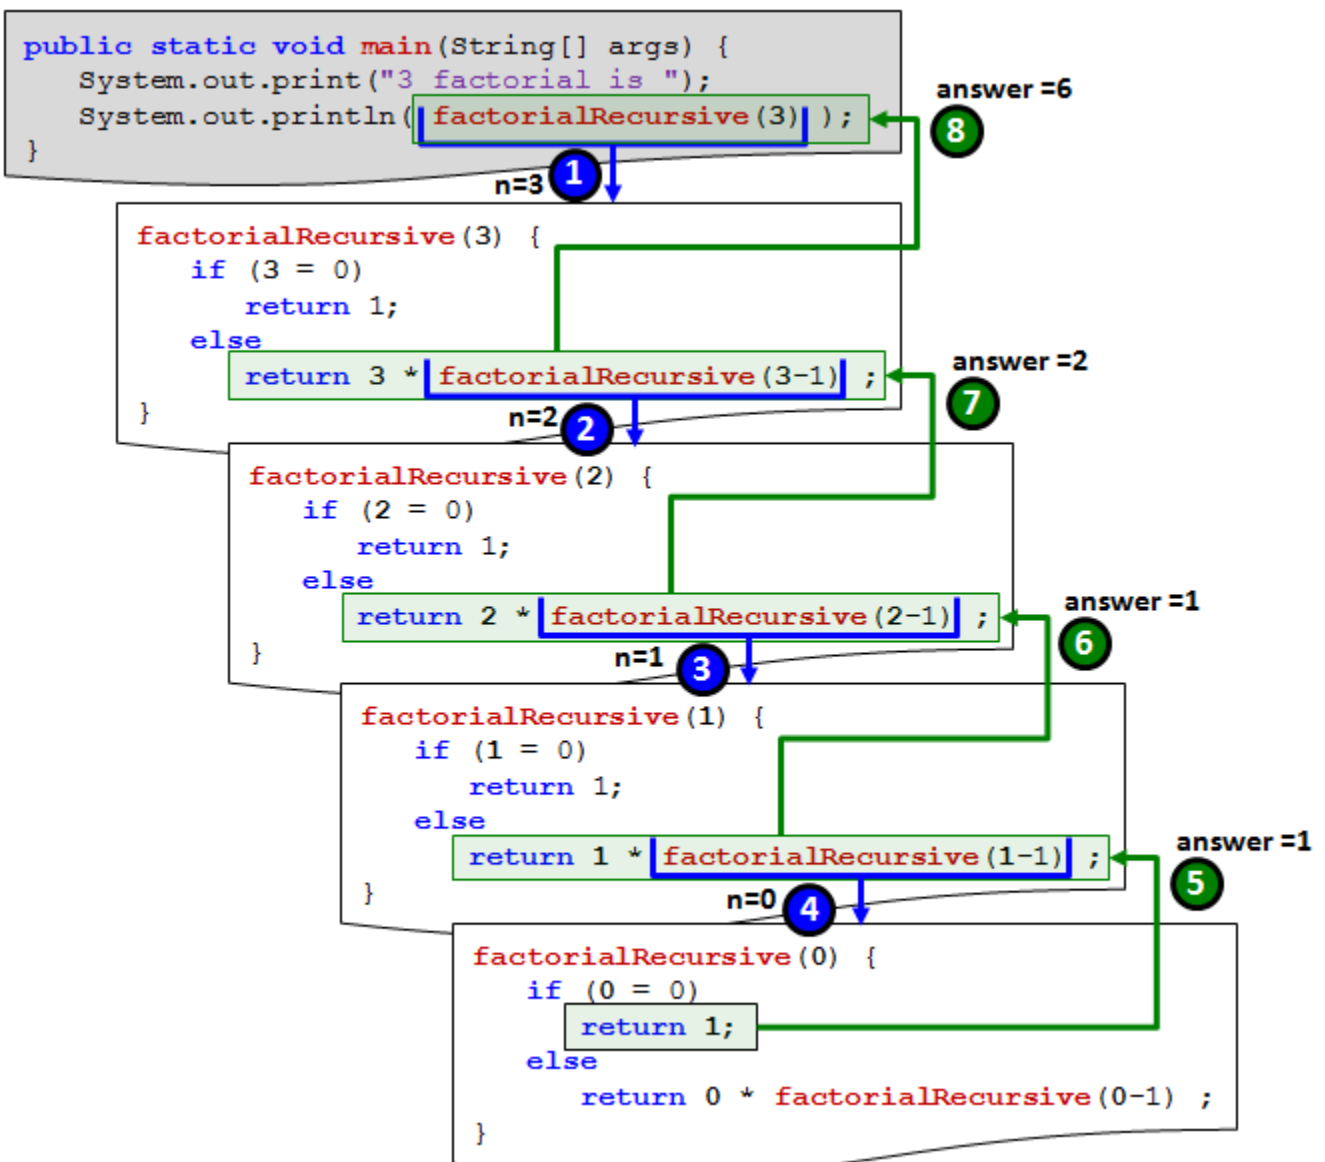 public static void main(String[] args) {
System.out.print("3 factorial is ");
System.out.println( factorialRecursive(3) );
}
answer =6
8
n=3
1
factorialRecursive(3) {
if (3 = 0)
return 1;
else
return 3 * factorialRecursive(3-1) ;
}
answer =2
7
n=2
2
factorialRecursive(2) {
if (2 = 0)
return 1;
else
return 2 * factorialRecursive(2-1) ;
}
answer =1
6
n=1
3
factorialRecursive(1) {
if (1 = 0)
return 1;
else
return 1 * factorialRecursive(1-1) ;
}
answer =1
5
n=0
4
factorialRecursive(0) {
if (0 = 0)
return 1;
else
return 0 * factorialRecursive(0-1) ;
}